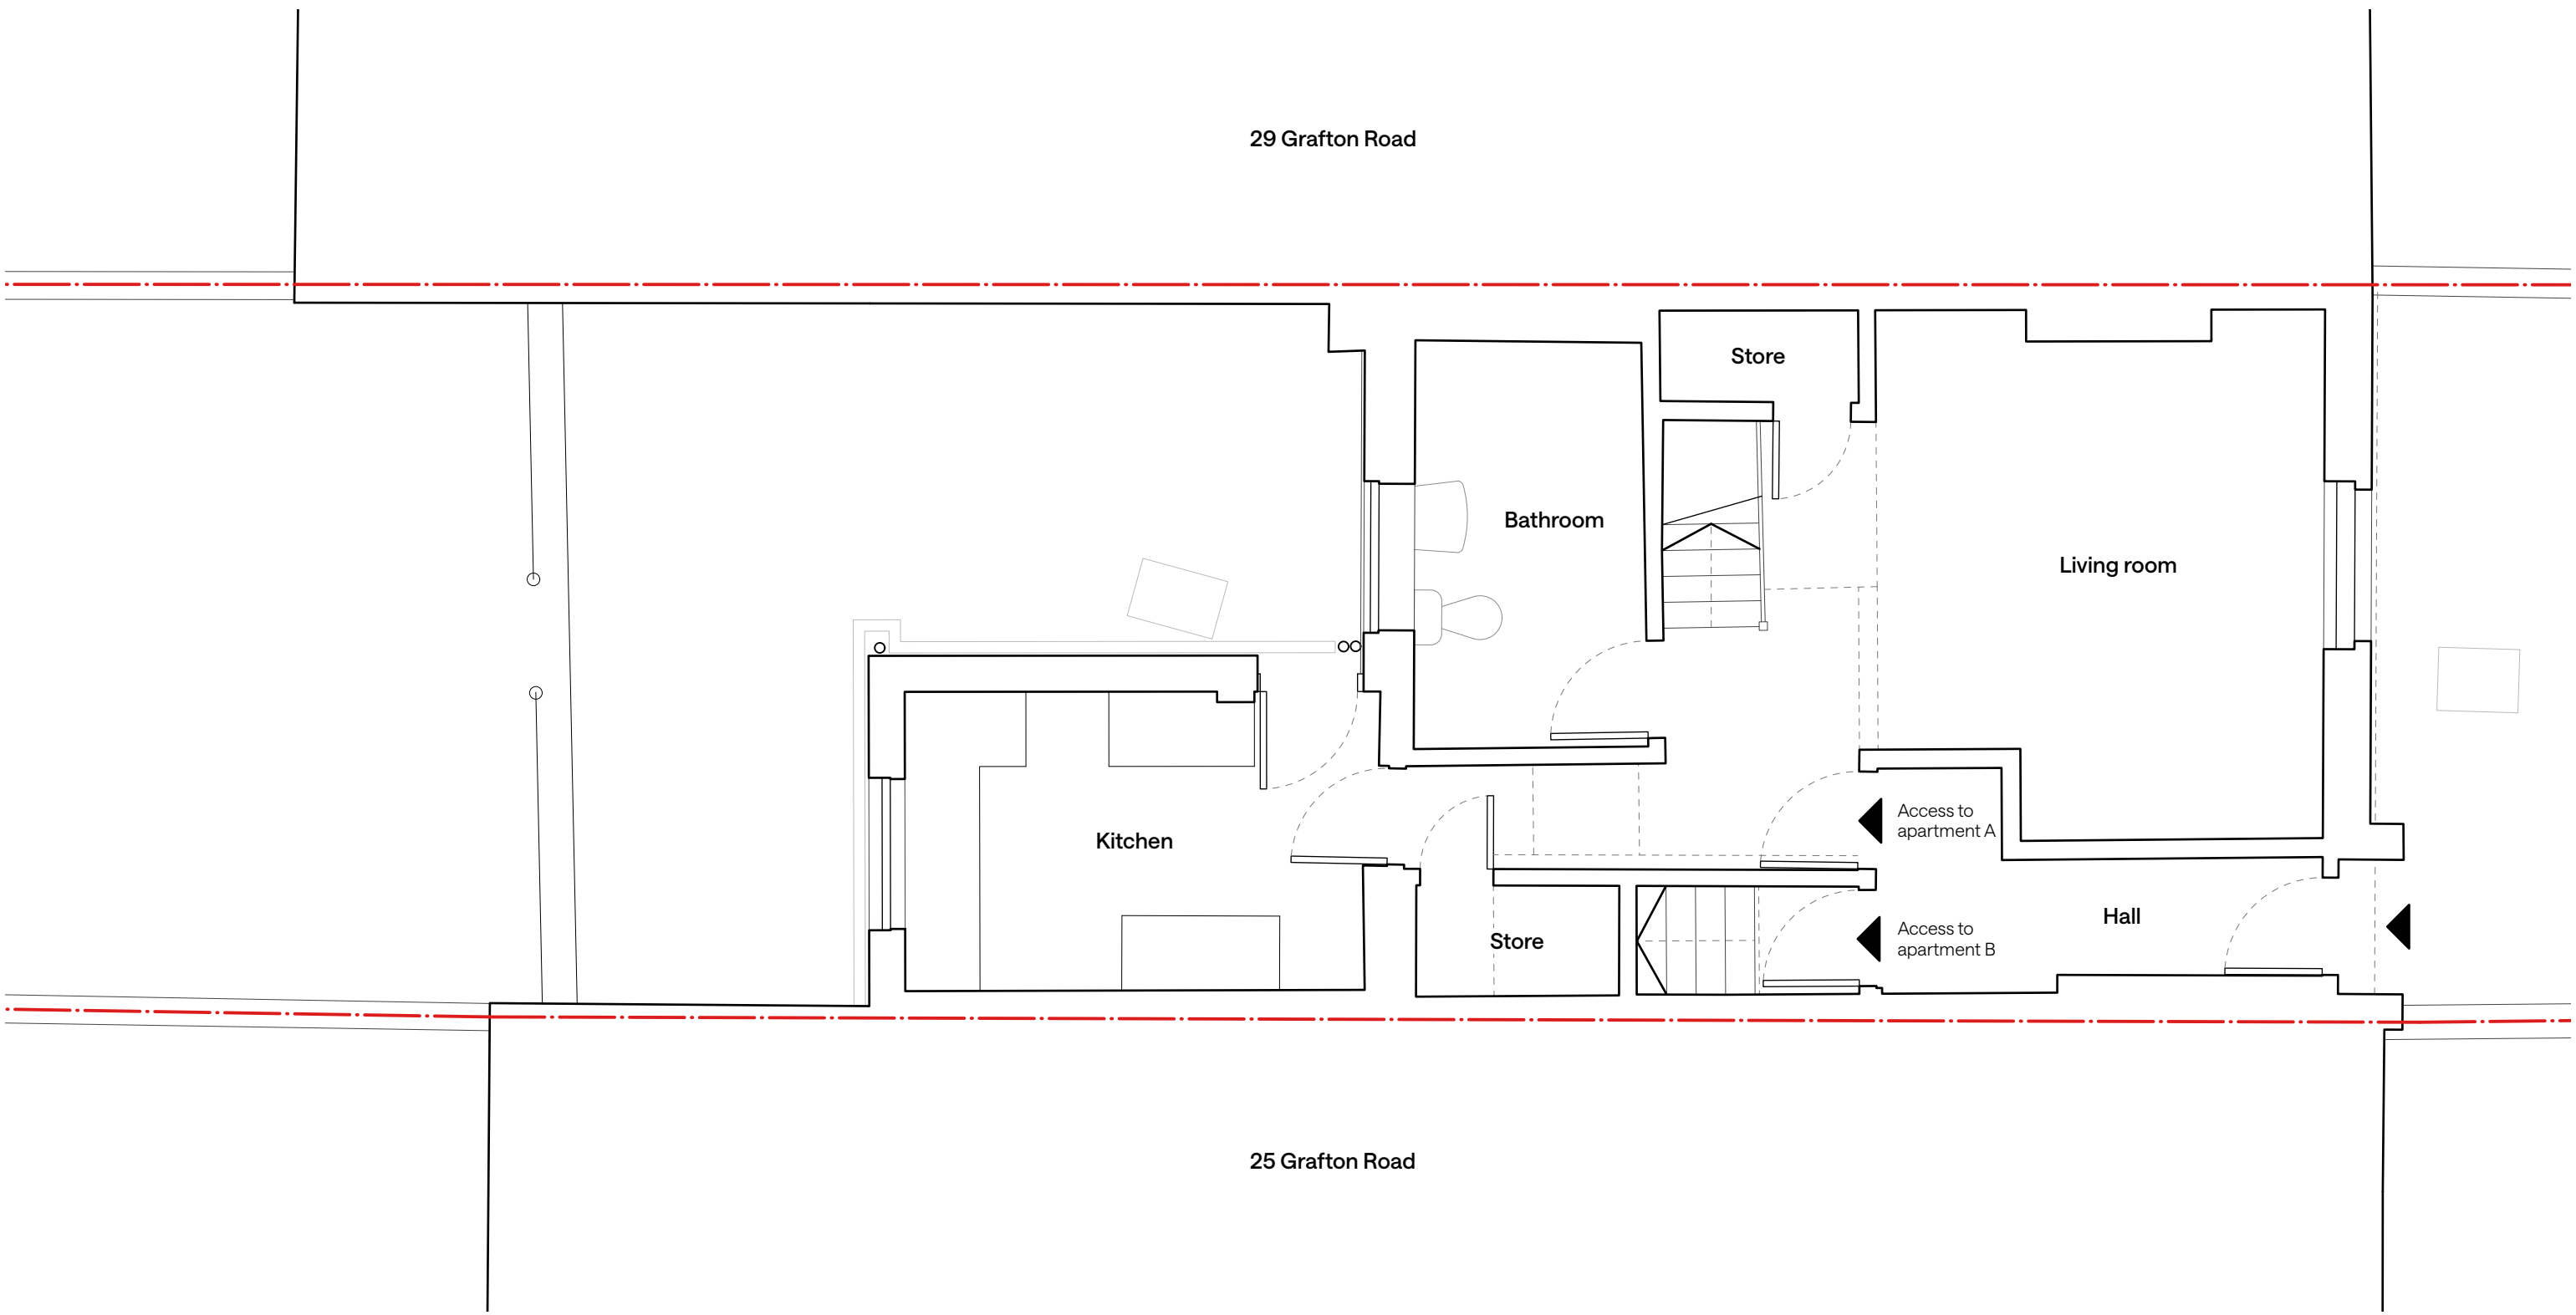 29 Grafton Road
Store
Bathroom
Living room
Kitchen
Access to
apartment A
Hall
Access to
apartment B
Store
25 Grafton Road